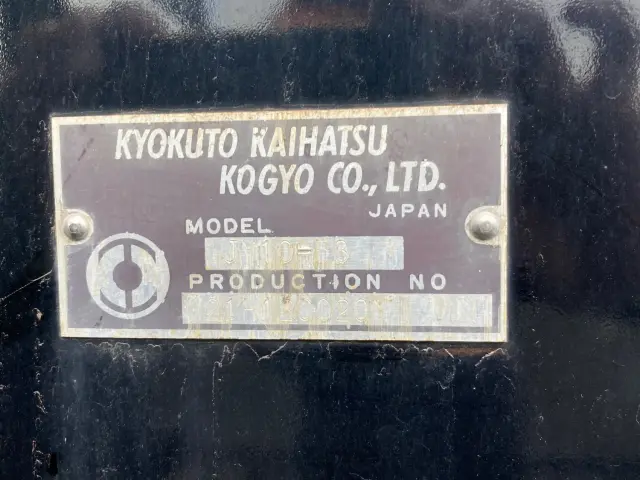 KYOKUTO KAIHATSU
KOGYO CO., LTD.
JAPAN
MODEL
PRODUCTION NO